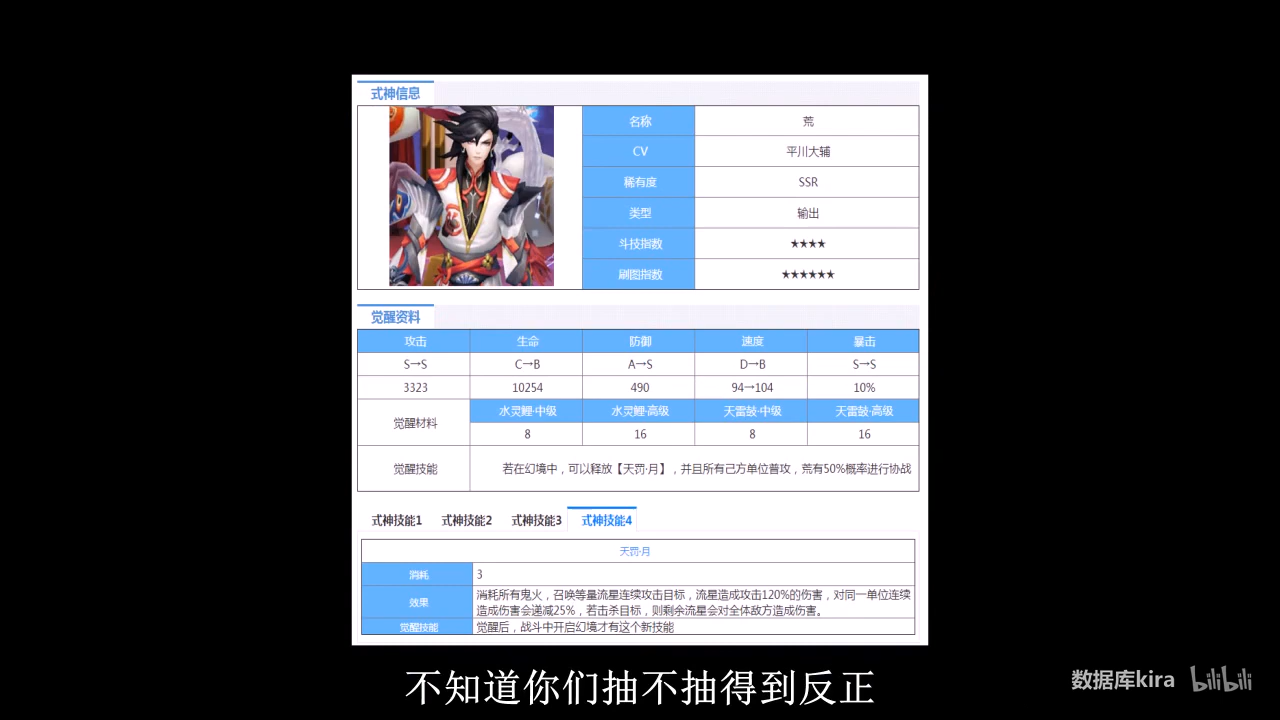 式神信息
名称 荒
CV 平川大辅
稀有度 SSR
类型 输出
斗技指数 ★★★★
刷图指数 ★★★★★★
觉醒资料
攻击 生命 防御 速度 暴击
S→S C→B A→S D→B S→S
3323 10254 490 94→104 10%
觉醒材料
水灵鲤·中级 水灵鲤·高级 天雷鼓·中级 天雷鼓·高级
8 16 8 16
觉醒技能 若在幻境中，可以释放【天罚·月】，并且所有己方单位普攻，荒有50%概率进行协战
式神技能1 式神技能2 式神技能3 式神技能4
天罚·月
消耗 3
效果
消耗所有鬼火，召唤等量流星连续攻击目标，流星造成攻击120%的伤害，对同一单位连续
造成伤害会递减25%，若击杀目标，则剩余流星会对全体敌方造成伤害。
觉醒技能 觉醒后，战斗中开启幻境才有这个新技能
不知道你们抽不抽得到反正
数据库kira bilibili